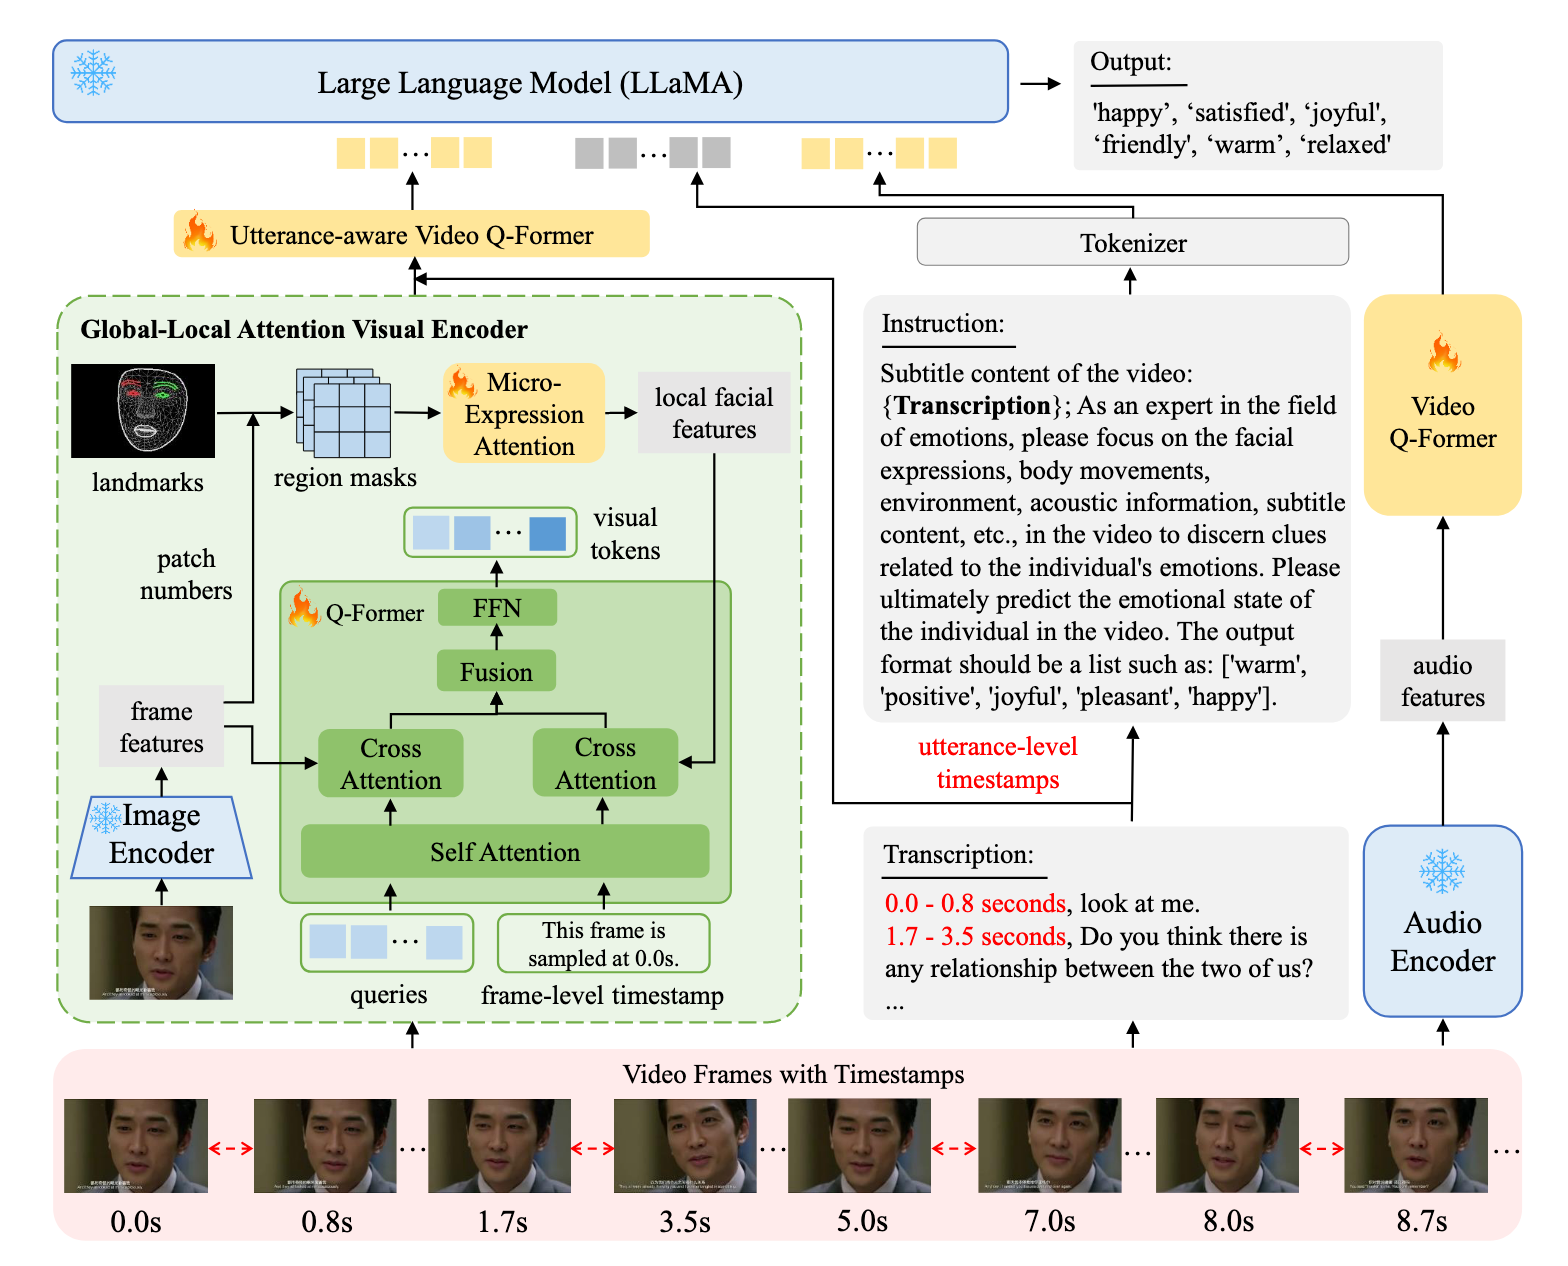 Large Language Model (LLaMA)
Output:
'happy’, ‘satisfied', ‘joyful',
‘friendly', ‘warm’, ‘relaxed'
Utterance-aware Video Q-Former
Tokenizer
Global-Local Attention Visual Encoder
landmarks
region masks
Micro-
Expression
Attention
local facial
features
patch
numbers
visual
tokens
Q-Former
FFN
Fusion
frame
features
Cross
Attention
Cross
Attention
Image
Encoder
Self Attention
queries
This frame is
sampled at 0.0s.
frame-level timestamp
Instruction:
Subtitle content of the video:
{Transcription}; As an expert in the field
of emotions, please focus on the facial
expressions, body movements,
environment, acoustic information, subtitle
content, etc., in the video to discern clues
related to the individual's emotions. Please
ultimately predict the emotional state of
the individual in the video. The output
format should be a list such as: ['warm',
'positive', 'joyful', 'pleasant', 'happy'].
utterance-level
timestamps
Transcription:
0.0 - 0.8 seconds, look at me.
1.7 - 3.5 seconds, Do you think there is
any relationship between the two of us?
...
Video
Q-Former
audio
features
Audio
Encoder
Video Frames with Timestamps
0.0s
0.8s
1.7s
3.5s
5.0s
7.0s
8.0s
8.7s